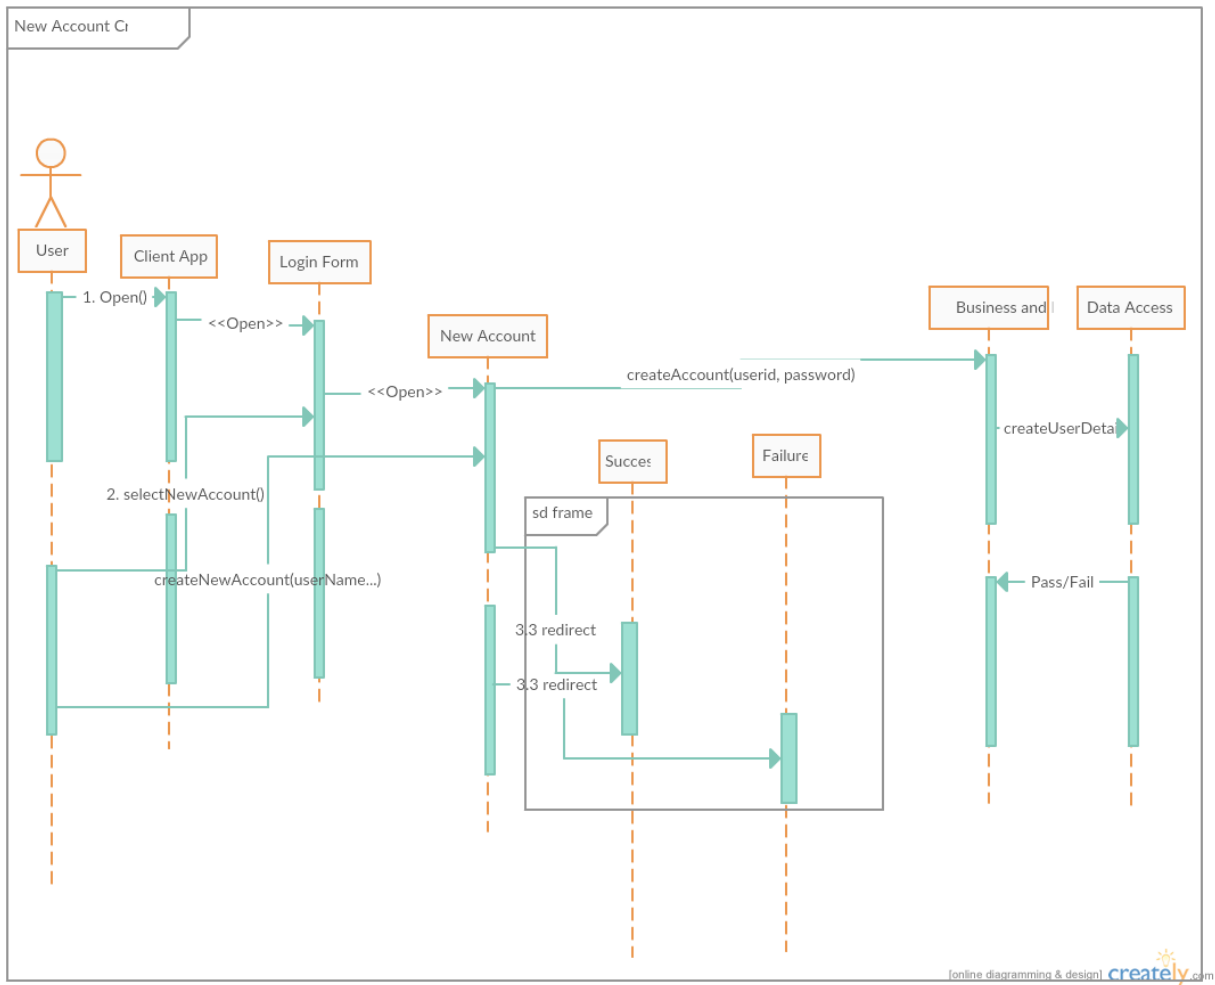 New Account Cr
User
Client App
Login Form
New Account
Business and
Data Access
1. Open()
<<Open>>
<<Open>>
createAccount(userid, password)
createUserDetai
Succes
Failure
2. selectNewAccount()
sd frame
createNewAccount(userName...)
Pass/Fail
3.3 redirect
3.3 redirect
[online diagramming & design] creately.com